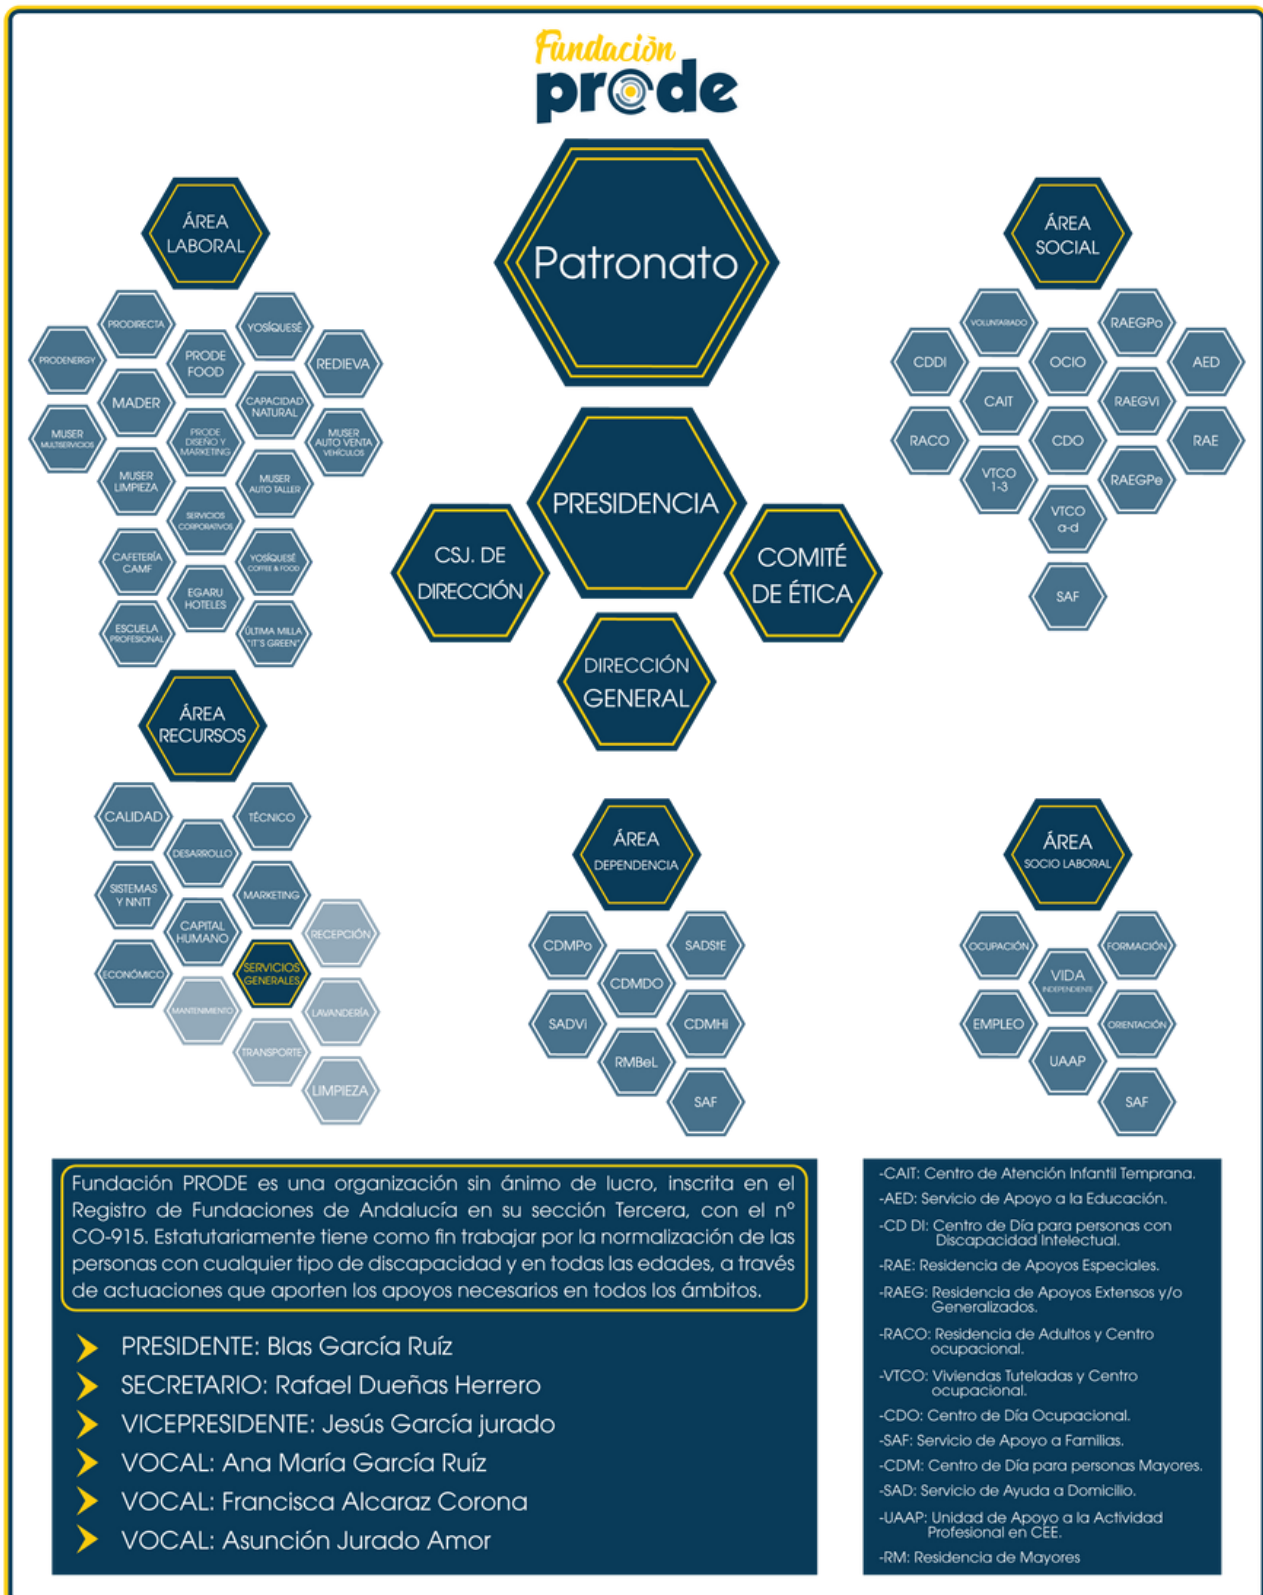 Fundación
prode
Patronato
PRESIDENCIA
CSJ. DE
DIRECCIÓN
COMITÉ
DE ÉTICA
DIRECCIÓN
GENERAL
ÁREA
LABORAL
PRODIRECTA
YOSÍQUESÉ
PRODENERGY
PRODE
FOOD
REDIEVA
MADER
CAPACIDAD
NATURAL
MUSER
MULTISERVICIOS
PRODE
DISEÑO Y
MARKETING
MUSER
AUTO VENTA
VEHÍCULOS
MUSER
LIMPIEZA
MUSER
AUTO TALLER
SERVICIOS
CORPORATIVOS
CAFETERÍA
CAMF
YOSÍQUESÉ
COFFEE & FOOD
EGARU
HOTELES
ESCUELA
PROFESIONAL
ÚLTIMA MILLA
"IT'S GREEN"
ÁREA
SOCIAL
VOLUNTARIADO
RAEGPo
CDDI
OCIO
AED
CAIT
RAEGVi
RACO
CDO
RAE
VTCO
1-3
RAEGPe
VTCO
a-d
SAF
ÁREA
RECURSOS
CALIDAD
TÉCNICO
DESARROLLO
SISTEMAS
Y NNTT
MARKETING
CAPITAL
HUMANO
RECEPCIÓN
ECONÓMICO
SERVICIOS
GENERALES
MANTENIMIENTO
LAVANDERÍA
TRANSPORTE
LIMPIEZA
ÁREA
DEPENDENCIA
CDMPo
SADStE
CDMDO
SADVi
CDMHi
RMBeL
SAF
ÁREA
SOCIO LABORAL
OCUPACIÓN
FORMACIÓN
VIDA
INDEPENDIENTE
EMPLEO
ORIENTACIÓN
UAAP
SAF
Fundación PRODE es una organización sin ánimo de lucro, inscrita en el
Registro de Fundaciones de Andalucía en su sección Tercera, con el nº
CO-915. Estatutariamente tiene como fin trabajar por la normalización de las
personas con cualquier tipo de discapacidad y en todas las edades, a través
de actuaciones que aporten los apoyos necesarios en todos los ámbitos.
PRESIDENTE: Blas García Ruíz
SECRETARIO: Rafael Dueñas Herrero
VICEPRESIDENTE: Jesús García jurado
VOCAL: Ana María García Ruíz
VOCAL: Francisca Alcaraz Corona
VOCAL: Asunción Jurado Amor
-CAIT: Centro de Atención Infantil Temprana.
-AED: Servicio de Apoyo a la Educación.
-CD DI: Centro de Día para personas con
Discapacidad Intelectual.
-RAE: Residencia de Apoyos Especiales.
-RAEG: Residencia de Apoyos Extensos y/o
Generalizados.
-RACO: Residencia de Adultos y Centro
ocupacional.
-VTCO: Viviendas Tuteladas y Centro
ocupacional.
-CDO: Centro de Día Ocupacional.
-SAF: Servicio de Apoyo a Familias.
-CDM: Centro de Día para personas Mayores.
-SAD: Servicio de Ayuda a Domicilio.
-UAAP: Unidad de Apoyo a la Actividad
Profesional en CEE.
-RM: Residencia de Mayores